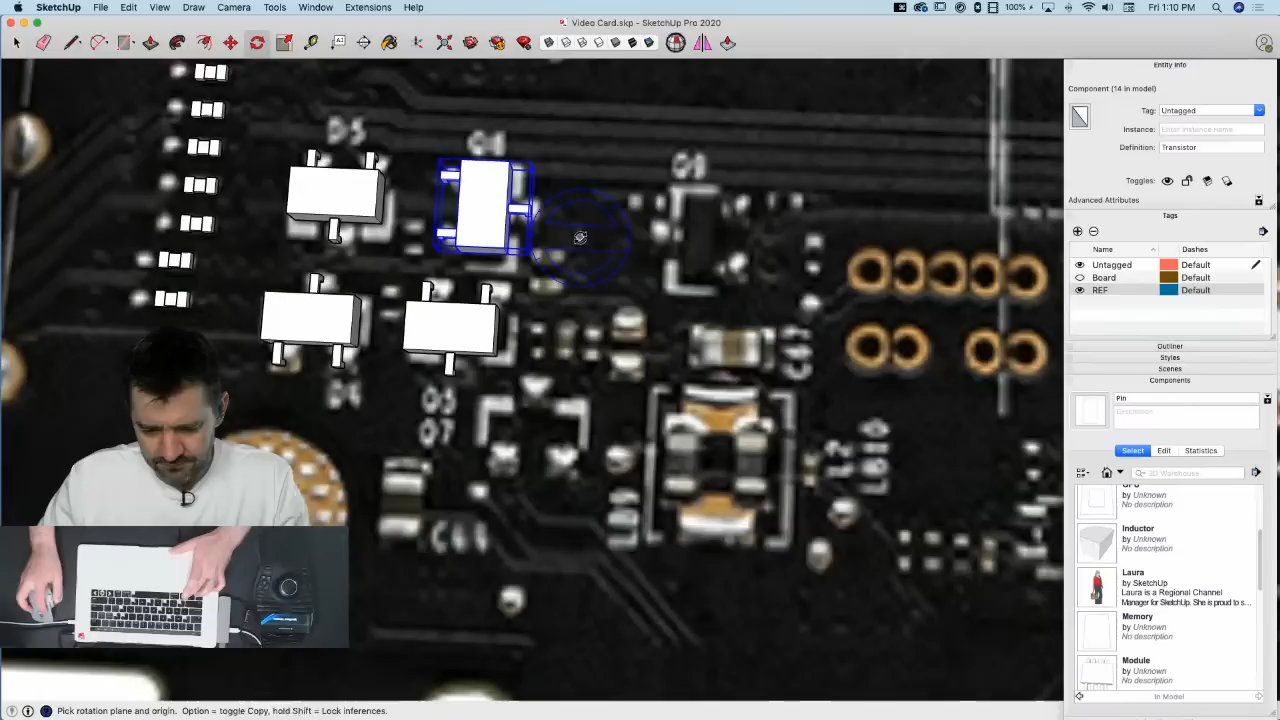 SketchUp File Edit View Draw Camera Tools Window Extensions Help
100% Fri 1:10 PM
Video Card.skp - SketchUp Pro 2020
Entity Info
Component (14 in model)
Tag: Untagged
Instance: Enter instance name
Definition: Transistor
Toggles:
Advanced Attributes
Tags
Name Dashes
Untagged Default
Board Default
REF Default
Outliner
Styles
Scenes
Components
Pin
Description
Select Edit Statistics
3D Warehouse
by Unknown
No description
Inductor
by Unknown
No description
Laura
by SketchUp
Laura is a Regional Channel
Manager for SketchUp. She is proud to s...
Memory
by Unknown
No description
Module
by Unknown
No description
In Model
D5
D4
Q5
Q7
L2
Pick rotation plane and origin. Option = toggle Copy, hold Shift = Lock inferences.